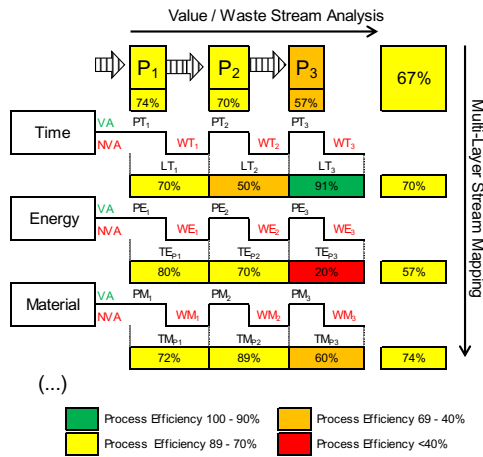 Value / Waste Stream Analysis
P1 P2 P3
74% 70% 57% 67%
Multi-Layer Stream Mapping
Time VA NVA PT1 PT2 PT3
WT1 WT2 WT3
LT1 LT2 LT3
70% 50% 91% 70%
Energy VA NVA PE1 PE2 PE3
WE1 WE2 WE3
TEP1 TEP2 TEP3
80% 70% 20% 57%
Material VA NVA PM1 PM2 PM3
WM1 WM2 WM3
TMP1 TMP2 TMP3
72% 89% 60% 74%
(...)
Process Efficiency 100 - 90% Process Efficiency 69 - 40%
Process Efficiency 89 - 70% Process Efficiency <40%